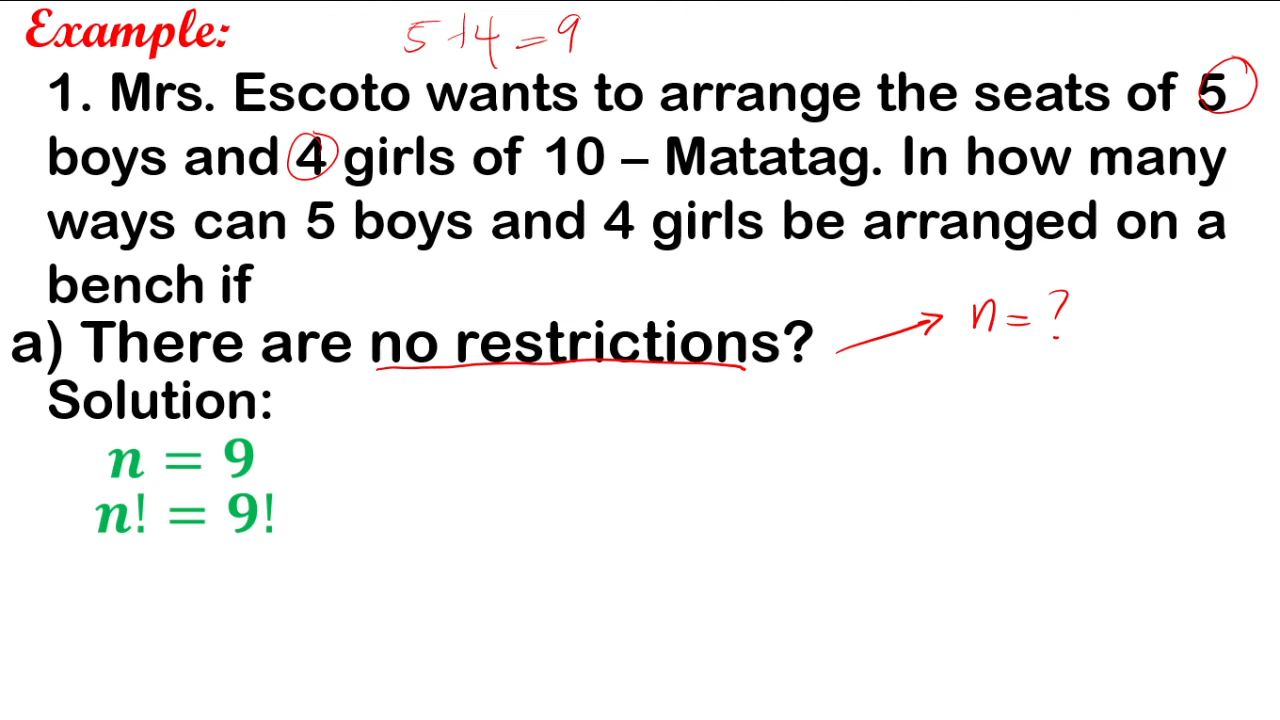 Example:
5+4=9
1. Mrs. Escoto wants to arrange the seats of 5
boys and 4 girls of 10 – Matatag. In how many
ways can 5 boys and 4 girls be arranged on a
bench if
a) There are no restrictions?
n = ?
Solution:
n = 9
n! = 9!